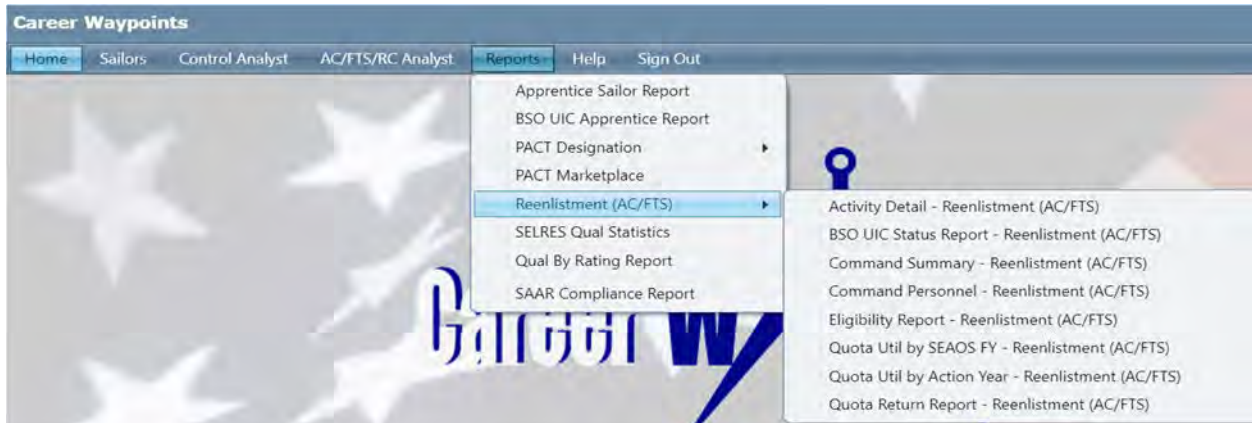 Career Waypoints
Home Sailors Control Analyst AC/FTS/RC Analyst Reports Help Sign Out
Apprentice Sailor Report
BSO UIC Apprentice Report
PACT Designation
PACT Marketplace
Reenlistment (AC/FTS)
SELRES Qual Statistics
Qual By Rating Report
SAAR Compliance Report
Activity Detail - Reenlistment (AC/FTS)
BSO UIC Status Report - Reenlistment (AC/FTS)
Command Summary - Reenlistment (AC/FTS)
Command Personnel - Reenlistment (AC/FTS)
Eligibility Report - Reenlistment (AC/FTS)
Quota Util by SEAOS FY - Reenlistment (AC/FTS)
Quota Util by Action Year - Reenlistment (AC/FTS)
Quota Return Report - Reenlistment (AC/FTS)
Career W